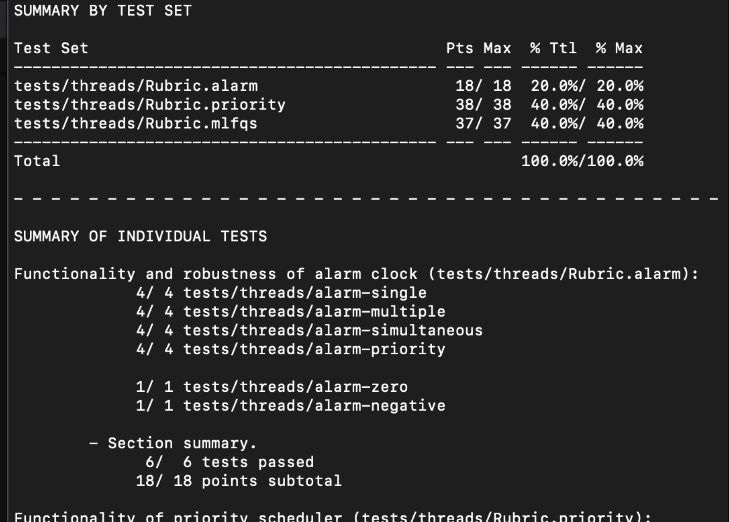 SUMMARY BY TEST SET
Test Set Pts Max % Ttl % Max
--------------------------------------------- --- --- ------ ------
tests/threads/Rubric.alarm 18/ 18 20.0%/ 20.0%
tests/threads/Rubric.priority 38/ 38 40.0%/ 40.0%
tests/threads/Rubric.mlfqs 37/ 37 40.0%/ 40.0%
--------------------------------------------- --- --- ------ ------
Total 100.0%/100.0%
- - - - - - - - - - - - - - - - - - - - - - - - - - - - - - - - - - - - - -
SUMMARY OF INDIVIDUAL TESTS
Functionality and robustness of alarm clock (tests/threads/Rubric.alarm):
4/ 4 tests/threads/alarm-single
4/ 4 tests/threads/alarm-multiple
4/ 4 tests/threads/alarm-simultaneous
4/ 4 tests/threads/alarm-priority
1/ 1 tests/threads/alarm-zero
1/ 1 tests/threads/alarm-negative
- Section summary.
6/ 6 tests passed
18/ 18 points subtotal
Functionality of priority scheduler (tests/threads/Rubric.priority):